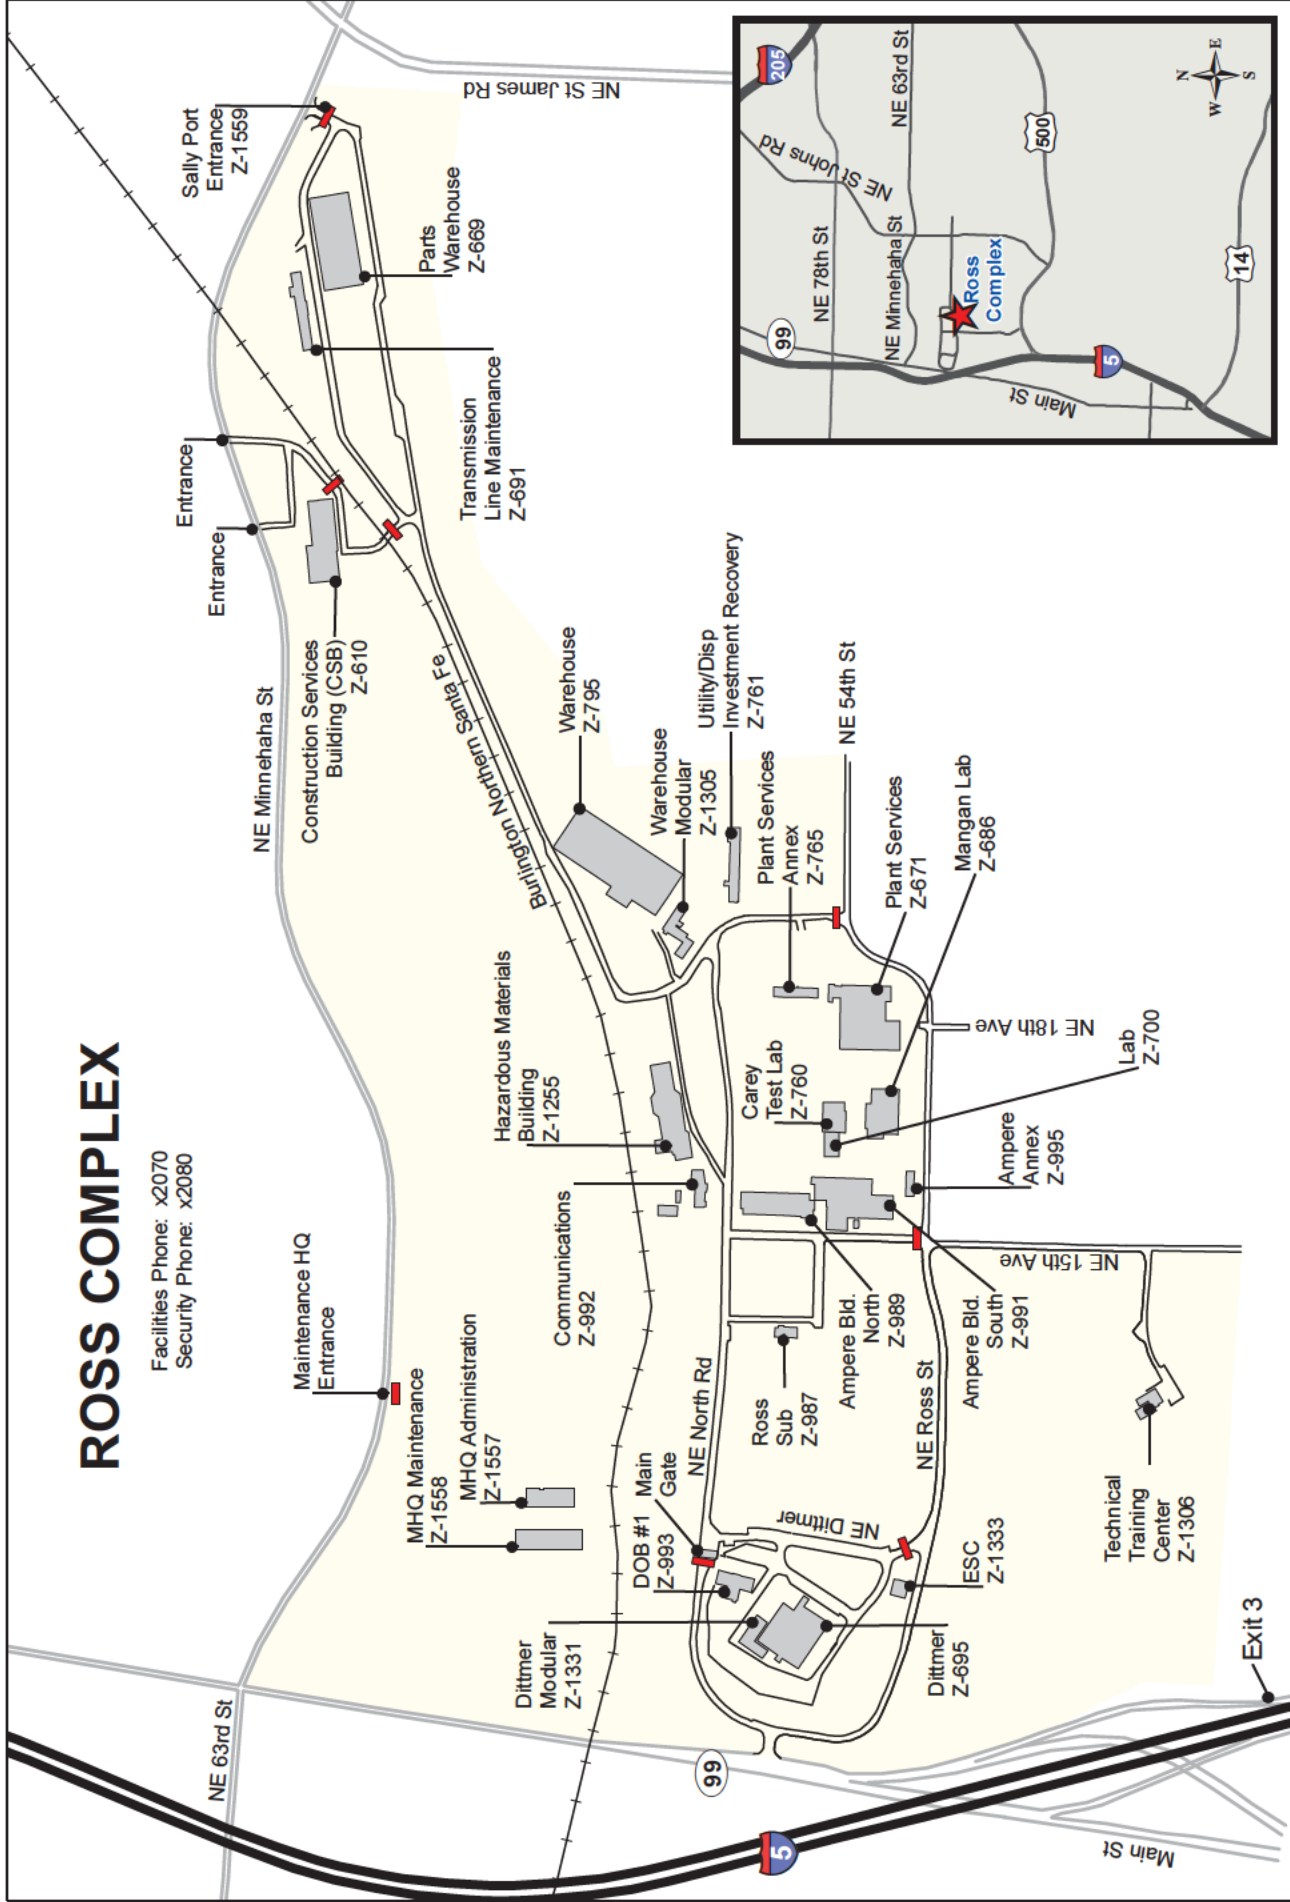 ROSS COMPLEX
Facilities Phone: x2070
Security Phone: x2080
NE 63rd St
NE Minnehaha St
Maintenance HQ
Entrance
MHQ Maintenance
Z-1558
MHQ Administration
Z-1557
Construction Services
Building (CSB)
Z-610
Entrance
Entrance
Sally Port
Entrance
Z-1559
NE St James Rd
Parts
Warehouse
Z-669
Transmission
Line Maintenance
Z-691
Burlington Northern Santa Fe
Hazardous Materials
Building
Z-1255
Communications
Z-992
Warehouse
Z-795
Warehouse
Modular
Z-1305
Utility/Disp
Investment Recovery
Z-761
Plant Services
Annex
Z-765
NE 54th St
Plant Services
Z-671
Mangan Lab
Z-686
NE 18th Ave
Lab
Z-700
Carey
Test Lab
Z-760
Ampere
Annex
Z-995
Dittmer
Modular
Z-1331
DOB #1
Z-993
Main
Gate
NE North Rd
Ross
Sub
Z-987
Ampere Bld.
North
Z-989
Ampere Bld.
South
Z-991
NE 15th Ave
NE Ross St
NE Dittmer
ESC
Z-1333
Dittmer
Z-695
Technical
Training
Center
Z-1306
Exit 3
99
5
Main St
205
NE 63rd St
NE St Johns Rd
NE 78th St
NE Minnehaha St
500
Ross
Complex
99
14
5
Main St
N
E
S
W